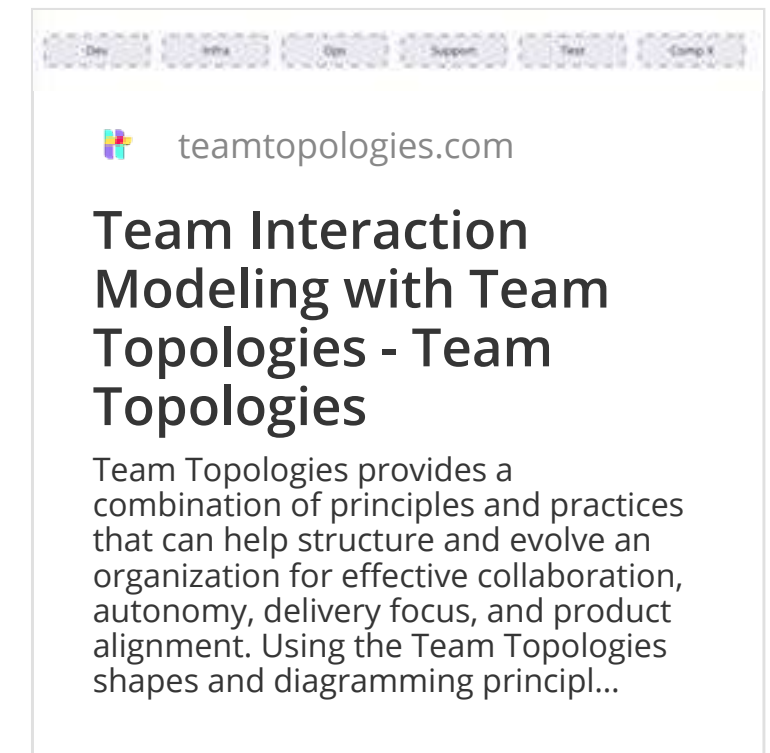 Dev Infra Ops Support Test Comp X
teamtopologies.com
Team Interaction
Modeling with Team
Topologies - Team
Topologies
Team Topologies provides a
combination of principles and practices
that can help structure and evolve an
organization for effective collaboration,
autonomy, delivery focus, and product
alignment. Using the Team Topologies
shapes and diagramming principl...